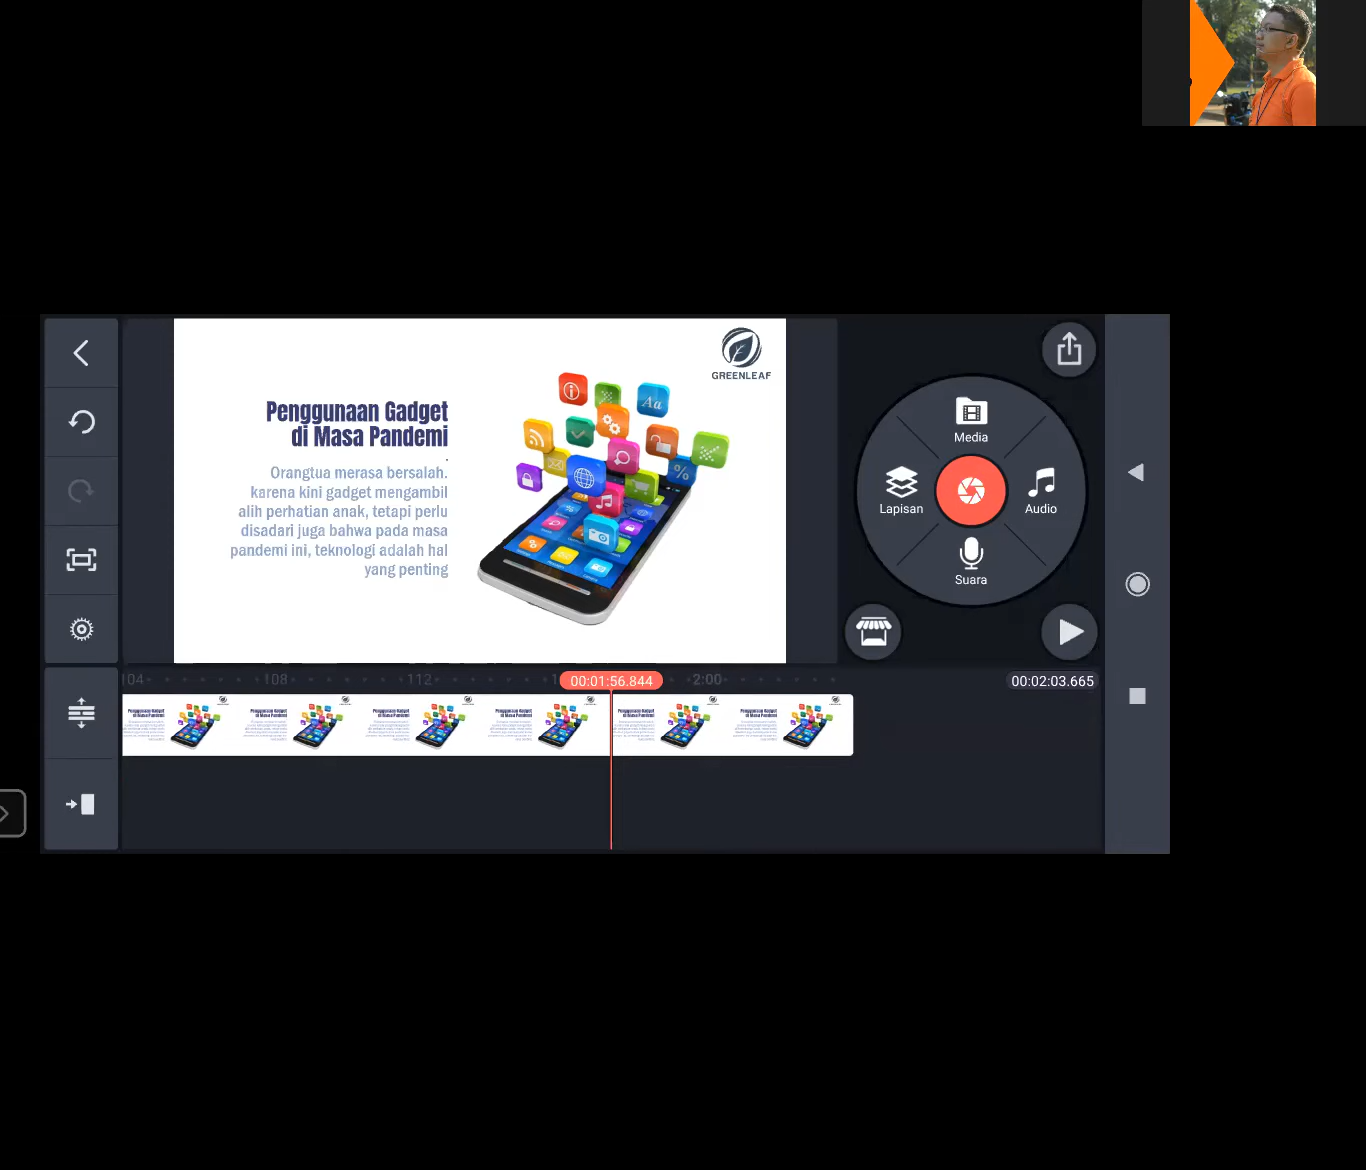 GREENLEAF
Penggunaan Gadget
di Masa Pandemi
.
Orangtua merasa bersalah.
karena kini gadget mengambil
alih perhatian anak, tetapi perlu
disadari juga bahwa pada masa
pandemi ini, teknologi adalah hal
yang penting
Aa
%
Media
Lapisan
Audio
Suara
104
108
112
00:01:56.844
2:00
00:02:03.665